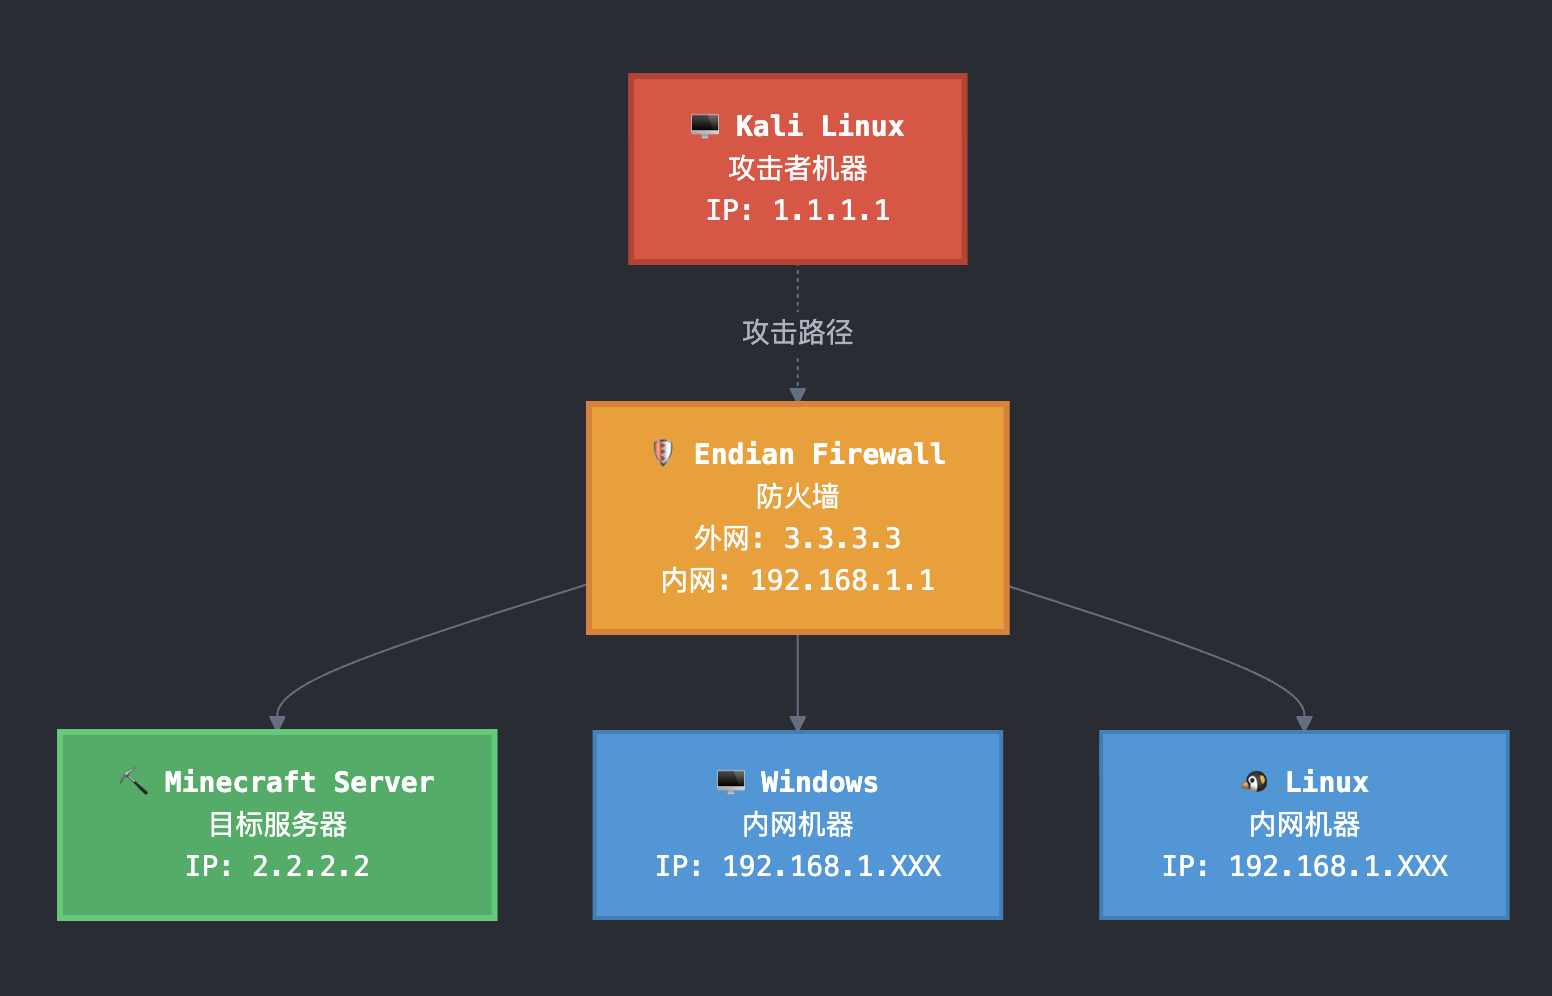 Kali Linux
攻击者机器
IP: 1.1.1.1
攻击路径
Endian Firewall
防火墙
外网: 3.3.3.3
内网: 192.168.1.1
Minecraft Server
目标服务器
IP: 2.2.2.2
Windows
内网机器
IP: 192.168.1.XXX
Linux
内网机器
IP: 192.168.1.XXX